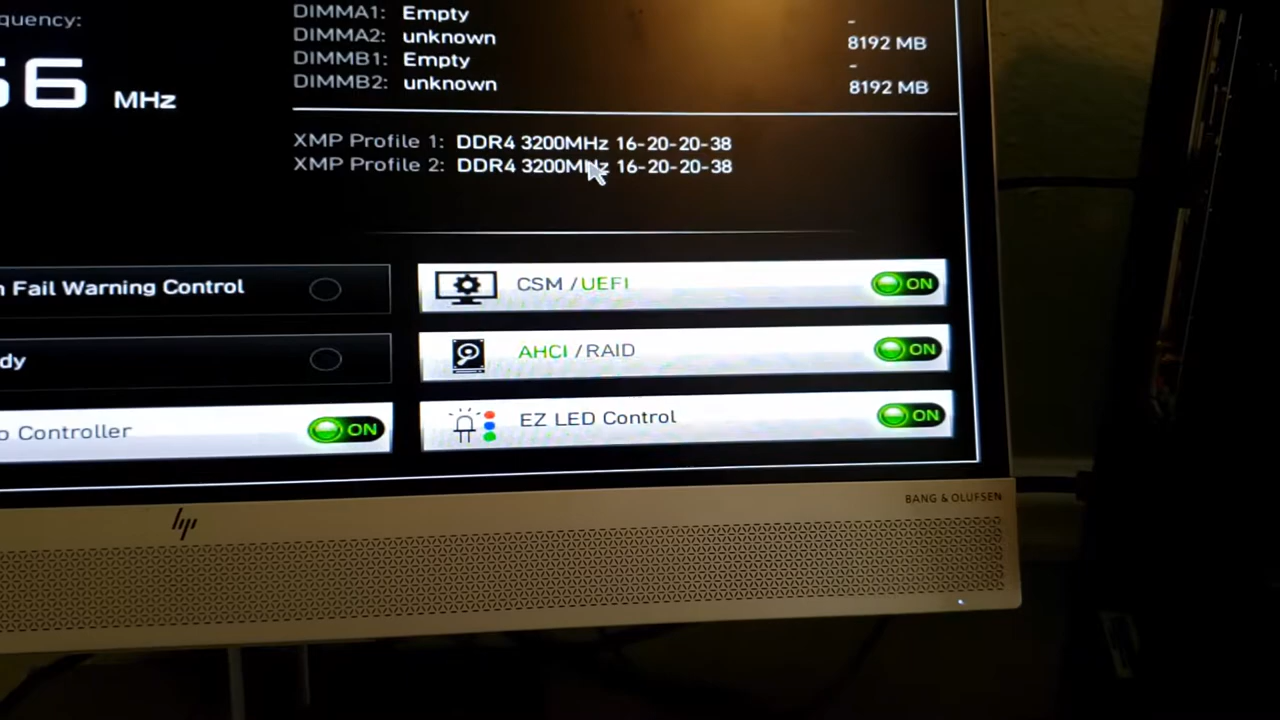 quency:
DIMMA1: Empty -
DIMMA2: unknown 8192 MB
DIMMB1: Empty -
DIMMB2: unknown 8192 MB
66 MHz
XMP Profile 1: DDR4 3200MHz 16-20-20-38
XMP Profile 2: DDR4 3200MHz 16-20-20-38
n Fail Warning Control
CSM /UEFI ON
dy
AHCI /RAID ON
o Controller ON
EZ LED Control ON
hp
BANG & OLUFSEN